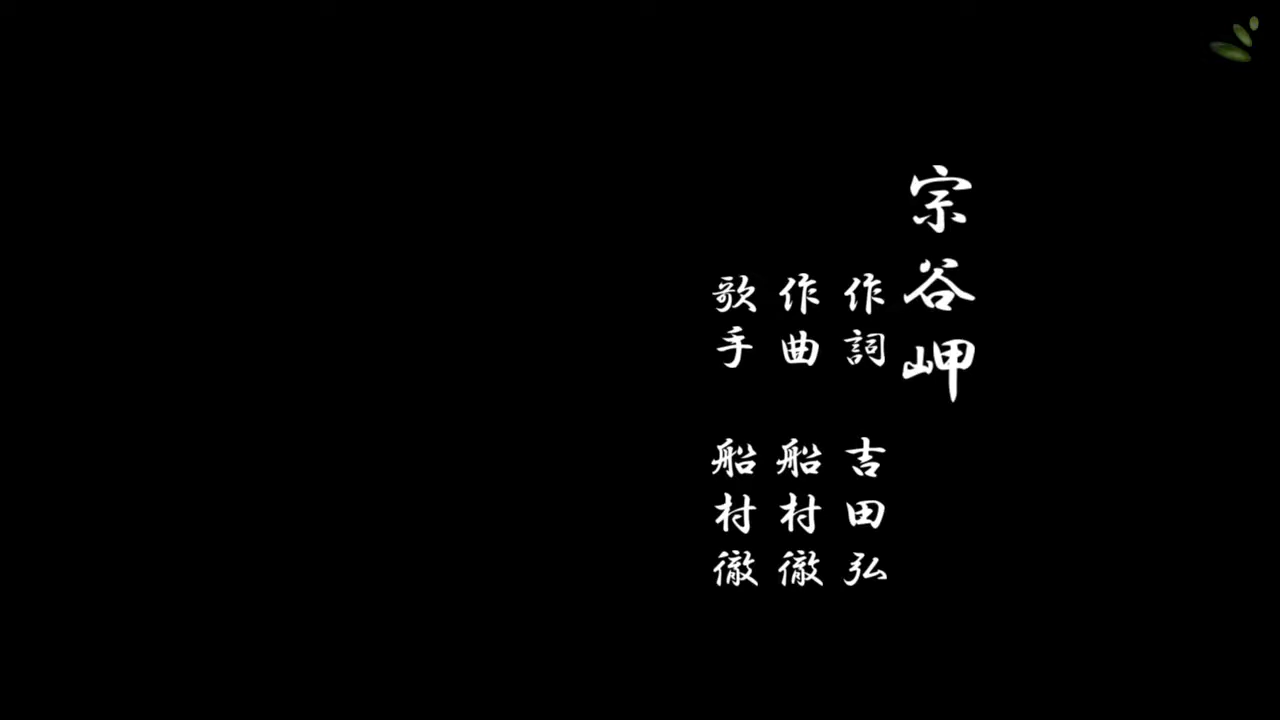 宗谷岬
作詞 吉田弘
作曲 船村徹
歌手 船村徹